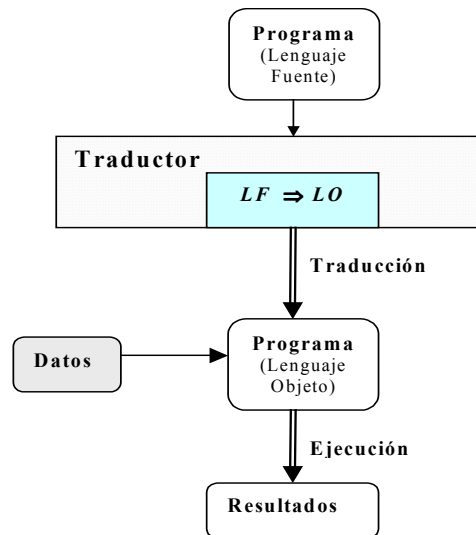 Programa
(Lenguaje
Fuente)
Traductor
LF ⇒ LO
Traducción
Datos
Programa
(Lenguaje
Objeto)
Ejecución
Resultados